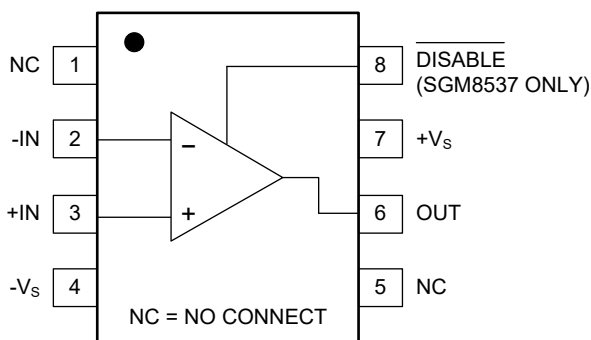 NC 1
-IN 2
+IN 3
-VS 4
8 DISABLE
(SGM8537 ONLY)
7 +VS
6 OUT
5 NC
−
+
NC = NO CONNECT